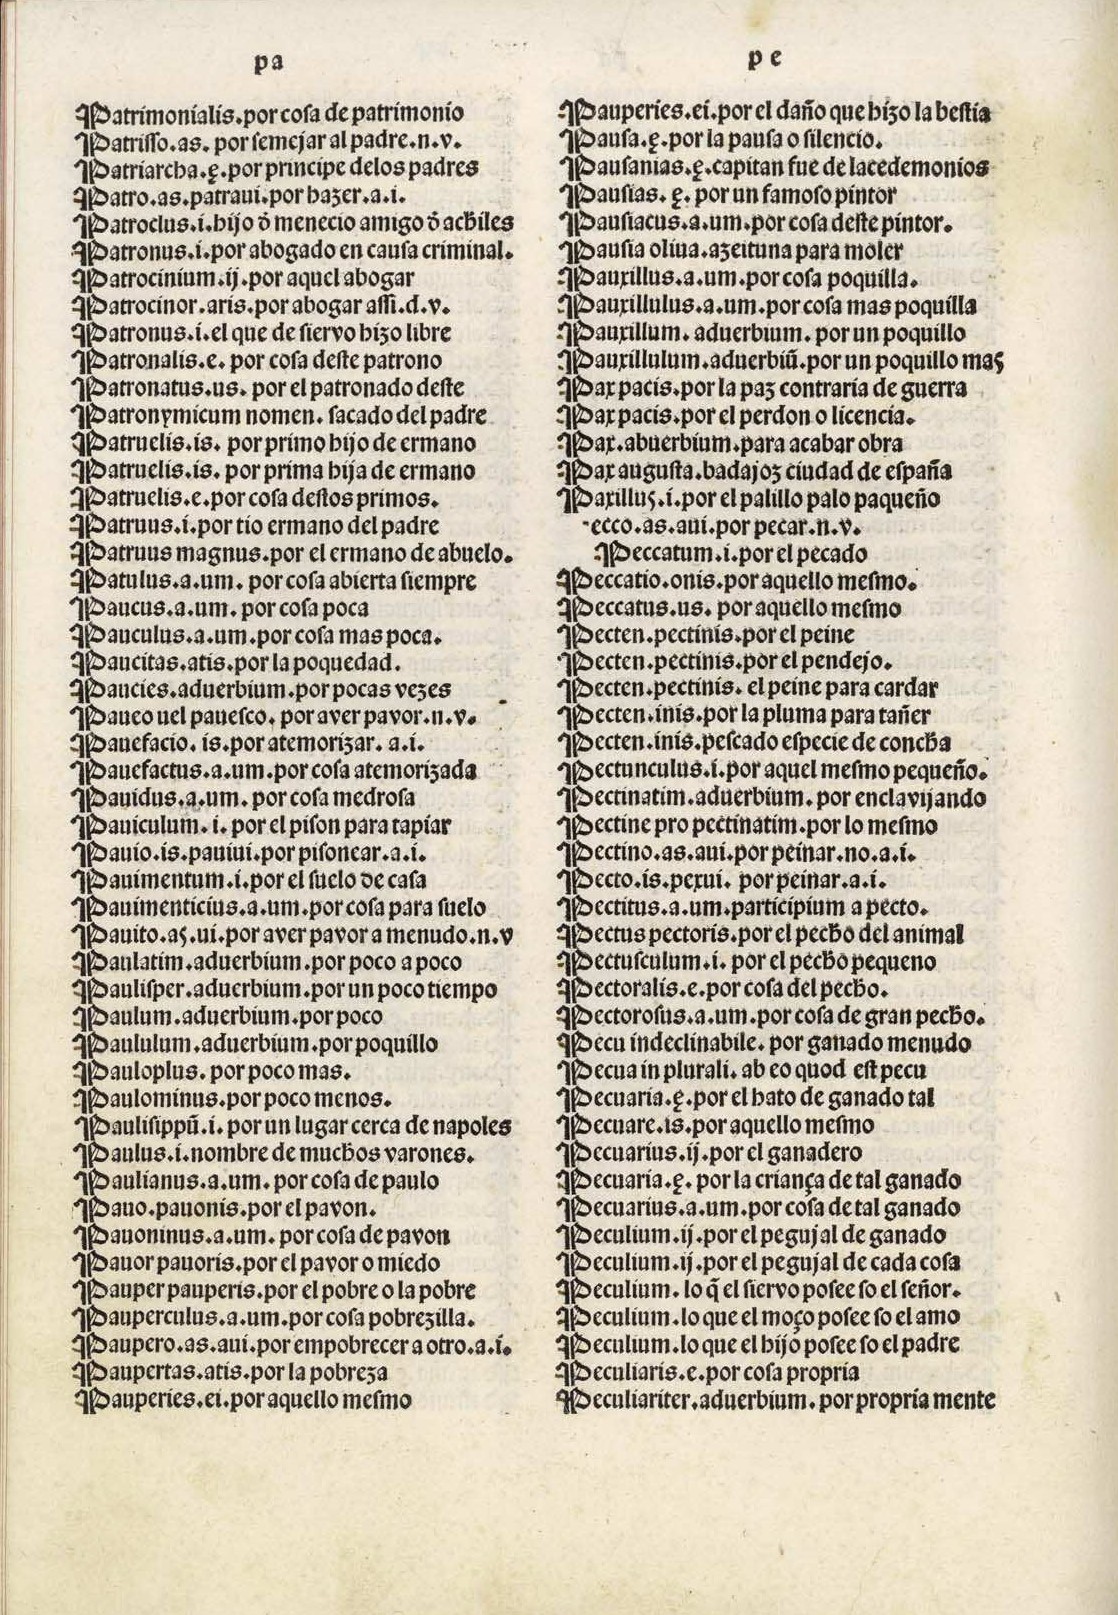 pa
¶Patrimonialis.por cosa de patrimonio
¶Patrisso.as.por semejar al padre.n.v.
¶Patriarcha.ę.por principe delos padres
¶Patro.as.patraui.por hazer.a.i.
¶Patroclus.i.hijo d̄ menecio amigo d̄ achiles
¶Patronus.i.por abogado en causa criminal.
¶Patrocinium.ij.por aquel abogar
¶Patrocinor.aris.por abogar assi.d.v.
¶Patronus.i.el que de siervo hizo libre
¶Patronalis.e.por cosa deste patrono
¶Patronatus.us.por el patronado deste
¶Patronymicum nomen.sacado del padre
¶Patruelis.is.por primo hijo de ermano
¶Patruelis.is.por prima hija de ermano
¶Patruelis.e.por cosa destos primos.
¶Patruus.i.por tio ermano del padre
¶Patruus magnus.por el ermano de abuelo.
¶Patulus.a.um.por cosa abierta siempre
¶Paucus.a.um.por cosa poca
¶Pauculus.a.um.por cosa mas poca.
¶Paucitas.atis.por la poquedad.
¶Paucies.aduerbium.por pocas vezes
¶Paueo uel pauesco.por aver pavor.n.v.
¶Pauefacio.is.por atemorizar.a.i.
¶Pauefactus.a.um.por cosa atemorizada
¶Pauidus.a.um.por cosa medrosa
¶Pauiculum.i.por el pison para tapiar
¶Pauio.is.pauiui.por pisonear.a.i.
¶Pauimentum.i.por el suelo de casa
¶Pauimenticius.a.um.por cosa para suelo
¶Pauito.as.ui.por aver pavor a menudo.n.v
¶Paulatim.aduerbium.por poco a poco
¶Paulisper.aduerbium.por un poco tiempo
¶Paulum.aduerbium.por poco
¶Paululum.aduerbium.por poquillo
¶Pauloplus.por poco mas.
¶Paulominus.por poco menos.
¶Paulisippū.i.por un lugar cerca de napoles
¶Paulus.i.nombre de muchos varones.
¶Paulianus.a.um.por cosa de paulo
¶Pauo.pauonis.por el pavon.
¶Pauoninus.a.um.por cosa de pavon
¶Pauor pauoris.por el pavor o miedo
¶Pauper pauperis.por el pobre o la pobre
¶Pauperculus.a.um.por cosa pobrezilla.
¶Paupero.as.aui.por empobrecer a otro.a.i.
¶Paupertas.atis.por la pobreza
¶Pauperies.ei.por aquello mesmo
pe
¶Pauperies.ei.por el daño que hizo la bestia
¶Pausa.ę.por la pausa o silencio.
¶Pausanias.ę.capitan fue de lacedemonios
¶Pausias.ę.por un famoso pintor
¶Pausiacus.a.um.por cosa deste pintor.
¶Pausia oliua.azeituna para moler
¶Pauxillus.a.um.por cosa poquilla.
¶Pauxillulus.a.um.por cosa mas poquilla
¶Pauxillum.aduerbium.por un poquillo
¶Pauxillulum.aduerbiū.por un poquillo mas
¶Pax pacis.por la paz contraria de guerra
¶Pax pacis.por el perdon o licencia.
¶Pax.abuerbium.para acabar obra
¶Pax augusta.badajoz ciudad de españa
¶Paxillus.i.por el palillo palo paqueño
ecco.as.aui.por pecar.n.v.
¶Peccatum.i.por el pecado
¶Peccatio.onis.por aquello mesmo.
¶Peccatus.us.por aquello mesmo
¶Pecten.pectinis.por el peine
¶Pecten.pectinis.por el pendejo.
¶Pecten.pectinis.el peine para cardar
¶Pecten.inis.por la pluma para tañer
¶Pecten.inis.pescado especie de concha
¶Pectunculus.i.por aquel mesmo pequeño.
¶Pectinatim.aduerbium.por enclavijando
¶Pectine pro pectinatim.por lo mesmo
¶Pectino.as.aui.por peinar.no.a.i.
¶Pecto.is.pexui.por peinar.a.i.
¶Pectitus.a.um.participium a pecto.
¶Pectus pectoris.por el pecho del animal
¶Pectusculum.i.por el pecho pequeno
¶Pectoralis.e.por cosa del pecho.
¶Pectorosus.a.um.por cosa de gran pecho.
¶Pecu indeclinabile.por ganado menudo
¶Pecua in plurali.ab eo quod est pecu
¶Pecuaria.ę.por el hato de ganado tal
¶Pecuare.is.por aquello mesmo
¶Pecuarius.ij.por el ganadero
¶Pecuaria.ę.por la criança de tal ganado
¶Pecuarius.a.um.por cosa de tal ganado
¶Peculium.ij.por el pegujal de ganado
¶Peculium.ij.por el pegujal de cada cosa
¶Peculium.lo q̄ el siervo posee so el señor.
¶Peculium.lo que el moço posee so el amo
¶Peculium.lo que el hijo posee so el padre
¶Peculiaris.e.por cosa propria
¶Peculiariter.aduerbium.por propria mente